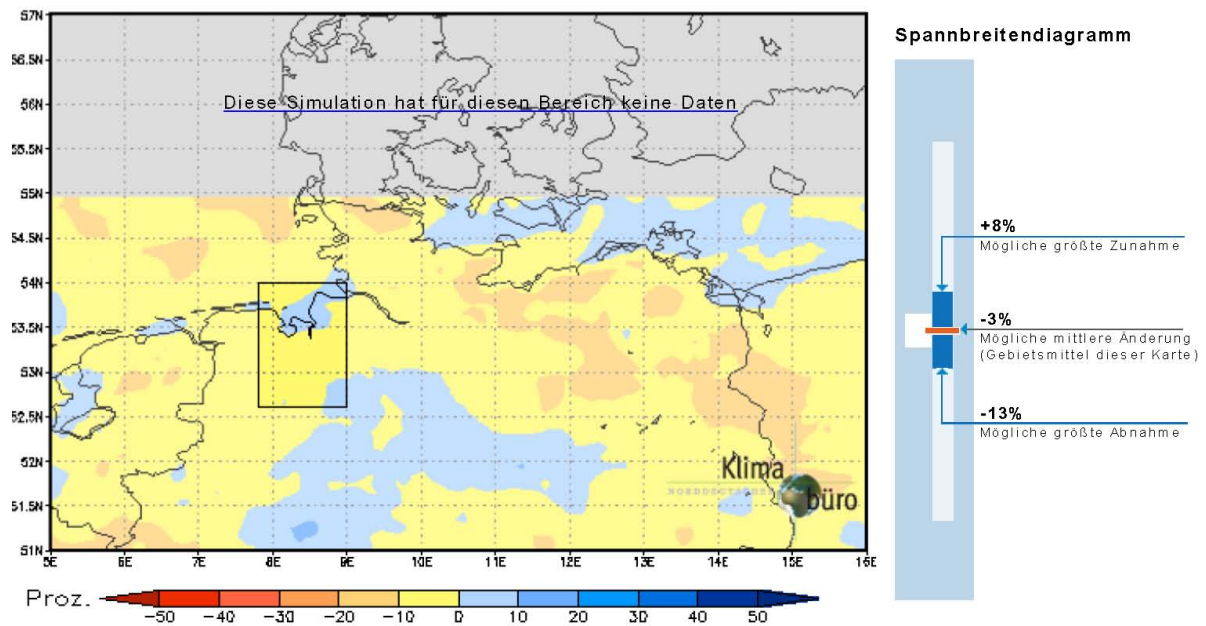 57N
56.5N
56N
55.5N
55N
54.5N
54N
53.5N
53N
52.5N
52N
51.5N
51N
Diese Simulation hat für diesen Bereich keine Daten
Klima
NORDDEUTSCHES
büro
5E 6E 7E 8E 9E 10E 11E 12E 13E 14E 15E 16E
Proz.
-50 -40 -30 -20 -10 0 10 20 30 40 50
Spannbreitendiagramm
+8%
Mögliche größte Zunahme
-3%
Mögliche mittlere Änderung
(Gebietsmittel dieser Karte)
-13%
Mögliche größte Abnahme